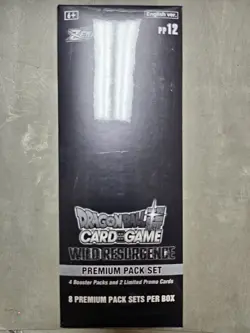 6+
English ver.
PP12
DRAGON BALL
SUPER
CARD GAME
WILD RESURGENCE
PREMIUM PACK SET
4 Booster Packs and 2 Limited Promo Cards
8 PREMIUM PACK SETS PER BOX